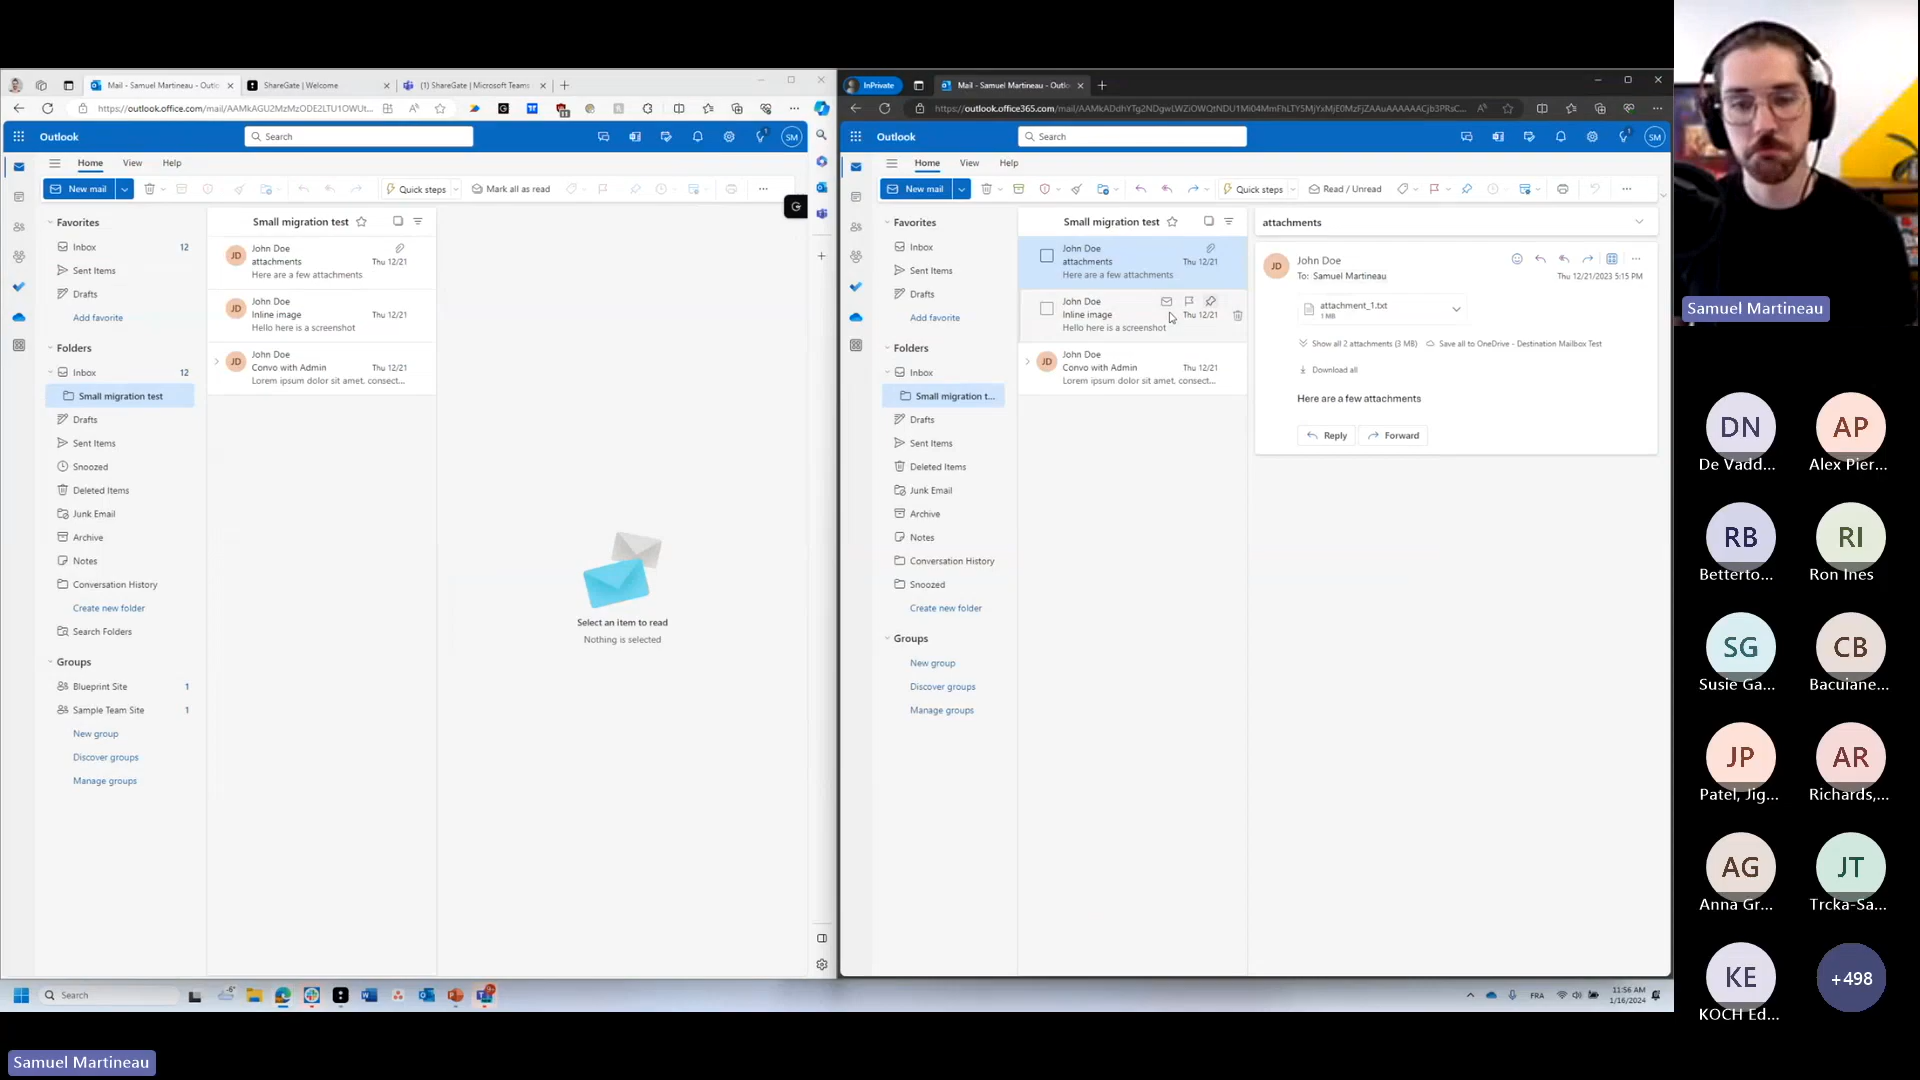 Mail - Samuel Martineau - Outlo
ShareGate | Welcome
(1) ShareGate | Microsoft Teams
https://outlook.office.com/mail/AAMkAGU2MzMzODE2LTU1OWUt...
Outlook
Search
SM
Home
View
Help
New mail
Quick steps
Mark all as read
Favorites
Inbox 12
Sent Items
Drafts
Add favorite
Folders
Inbox 12
Small migration test
Drafts
Sent Items
Snoozed
Deleted Items
Junk Email
Archive
Notes
Conversation History
Create new folder
Search Folders
Groups
Blueprint Site 1
Sample Team Site 1
New group
Discover groups
Manage groups
Small migration test
JD
John Doe
attachments Thu 12/21
Here are a few attachments
JD
John Doe
Inline image Thu 12/21
Hello here is a screenshot
JD
John Doe
Convo with Admin Thu 12/21
Lorem ipsum dolor sit amet, consect...
Select an item to read
Nothing is selected
InPrivate
Mail - Samuel Martineau - Outlo
Outlook
Search
SM
Home
View
Help
New mail
Quick steps
Read / Unread
Favorites
Inbox
Sent Items
Drafts
Add favorite
Folders
Inbox
Small migration t...
Drafts
Sent Items
Deleted Items
Junk Email
Archive
Notes
Conversation History
Snoozed
Create new folder
Groups
New group
Discover groups
Manage groups
Small migration test
John Doe
attachments Thu 12/21
Here are a few attachments
John Doe
Inline image Thu 12/21
Hello here is a screenshot
JD
John Doe
Convo with Admin Thu 12/21
Lorem ipsum dolor sit amet, consect...
attachments
JD
John Doe
To: Samuel Martineau
Thu 12/21/2023 5:15 PM
attachment_1.txt
1 MB
Show all 2 attachments (3 MB)
Save all to OneDrive - Destination Mailbox Test
Download all
Here are a few attachments
Reply
Forward
Search
-6°
FRA
11:56 AM
1/16/2024
Samuel Martineau
Samuel Martineau
DN
De Vadd...
AP
Alex Pier...
RB
Betterto...
RI
Ron Ines
SG
Susie Ga...
CB
Baculane...
JP
Patel, Jig...
AR
Richards,...
AG
Anna Gr...
JT
Trcka-Sa...
KE
KOCH Ed...
+498